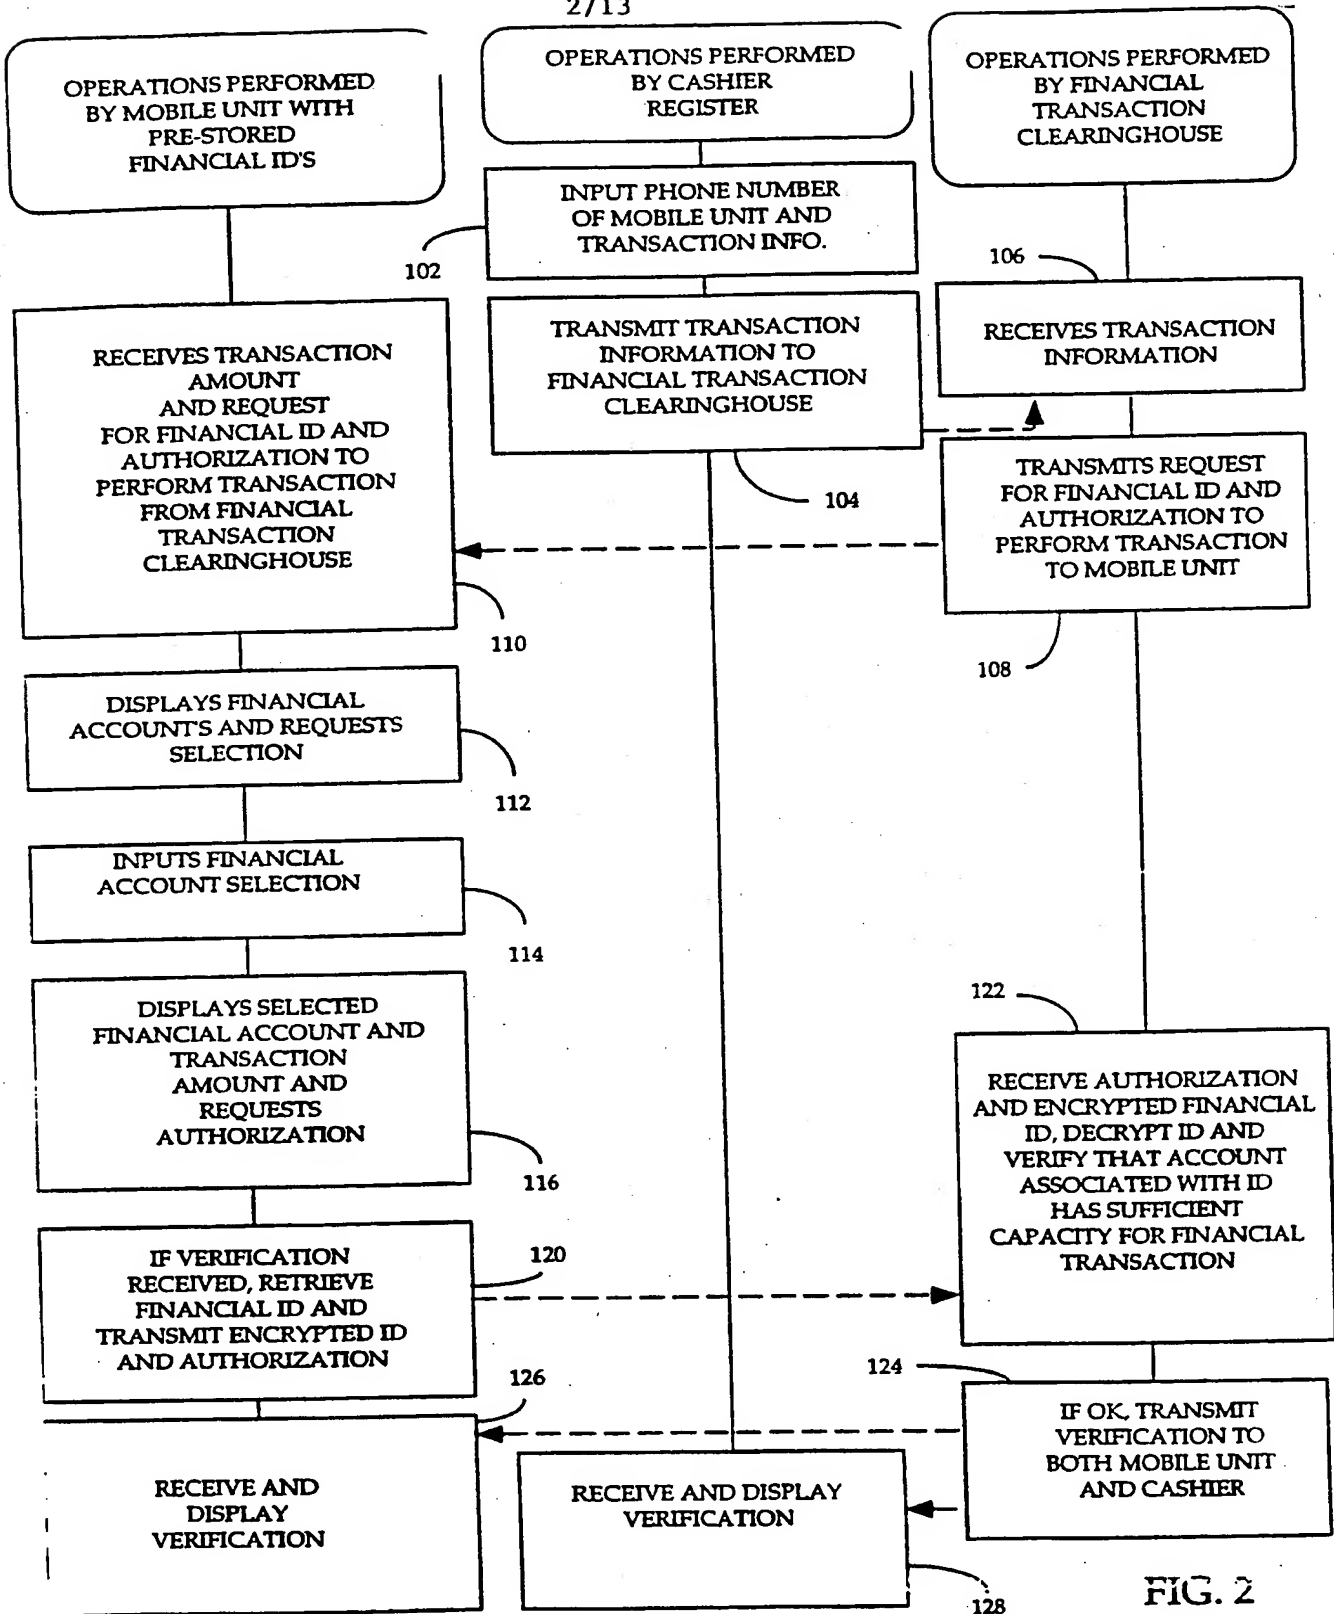 2/13
OPERATIONS PERFORMED
BY MOBILE UNIT WITH
PRE-STORED
FINANCIAL ID'S
OPERATIONS PERFORMED
BY CASHIER
REGISTER
OPERATIONS PERFORMED
BY FINANCIAL
TRANSACTION
CLEARINGHOUSE
INPUT PHONE NUMBER
OF MOBILE UNIT AND
TRANSACTION INFO.
102
TRANSMIT TRANSACTION
INFORMATION TO
FINANCIAL TRANSACTION
CLEARINGHOUSE
104
106
RECEIVES TRANSACTION
INFORMATION
TRANSMITS REQUEST
FOR FINANCIAL ID AND
AUTHORIZATION TO
PERFORM TRANSACTION
TO MOBILE UNIT
108
RECEIVES TRANSACTION
AMOUNT
AND REQUEST
FOR FINANCIAL ID AND
AUTHORIZATION TO
PERFORM TRANSACTION
FROM FINANCIAL
TRANSACTION
CLEARINGHOUSE
110
DISPLAYS FINANCIAL
ACCOUNT'S AND REQUESTS
SELECTION
112
INPUTS FINANCIAL
ACCOUNT SELECTION
114
DISPLAYS SELECTED
FINANCIAL ACCOUNT AND
TRANSACTION
AMOUNT AND
REQUESTS
AUTHORIZATION
116
IF VERIFICATION
RECEIVED, RETRIEVE
FINANCIAL ID AND
TRANSMIT ENCRYPTED ID
AND AUTHORIZATION
120
122
RECEIVE AUTHORIZATION
AND ENCRYPTED FINANCIAL
ID, DECRYPT ID AND
VERIFY THAT ACCOUNT
ASSOCIATED WITH ID
HAS SUFFICIENT
CAPACITY FOR FINANCIAL
TRANSACTION
124
IF OK, TRANSMIT
VERIFICATION TO
BOTH MOBILE UNIT
AND CASHIER
126
RECEIVE AND
DISPLAY
VERIFICATION
RECEIVE AND DISPLAY
VERIFICATION
128
FIG. 2